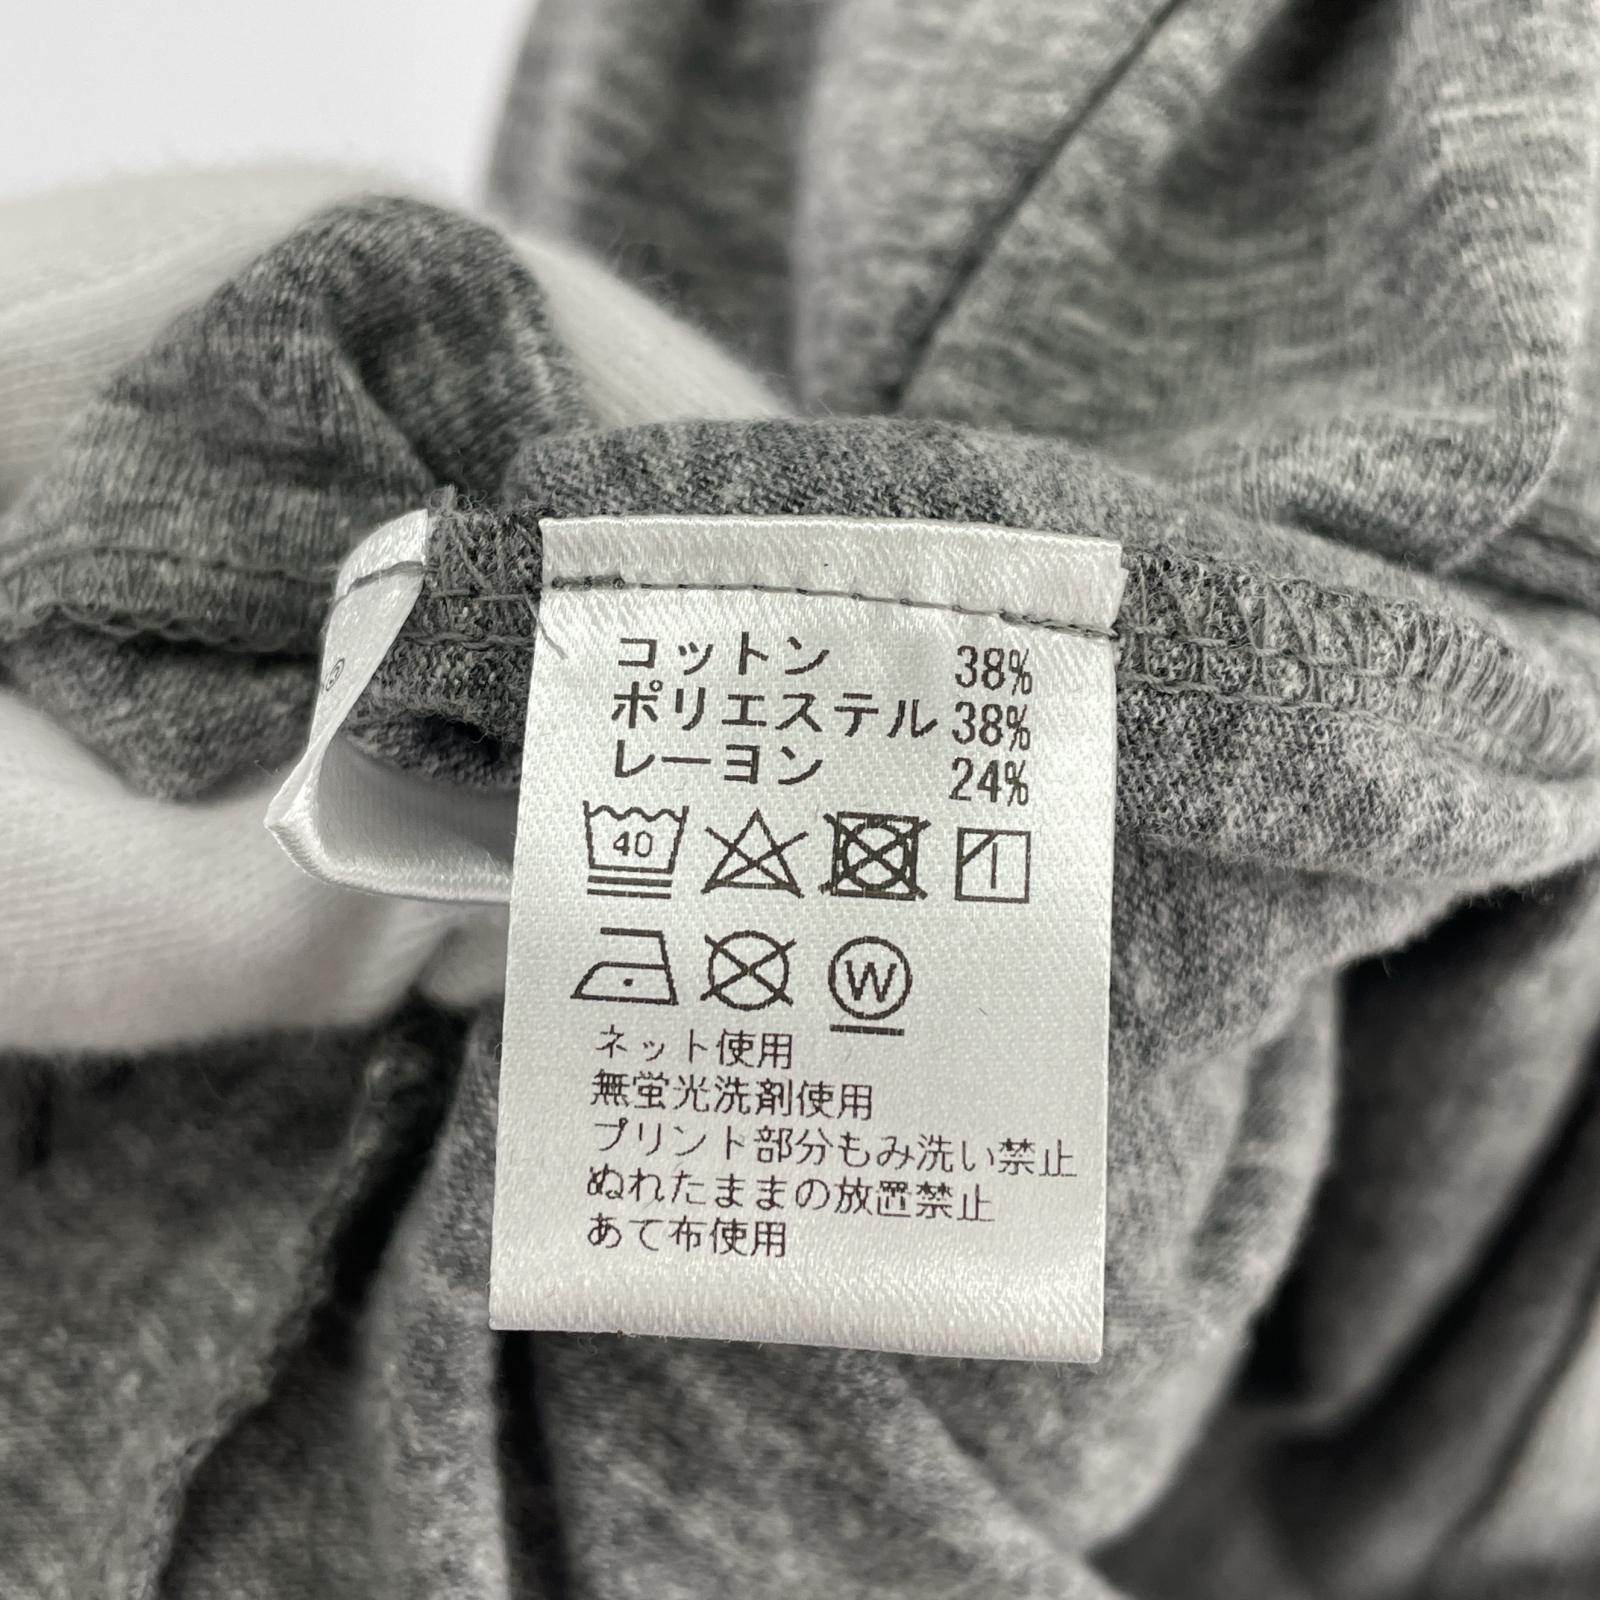 コットン 38%
ポリエステル 38%
レーヨン 24%
40
W
ネット使用
無蛍光洗剤使用
プリント部分もみ洗い禁止
ぬれたままの放置禁止
あて布使用